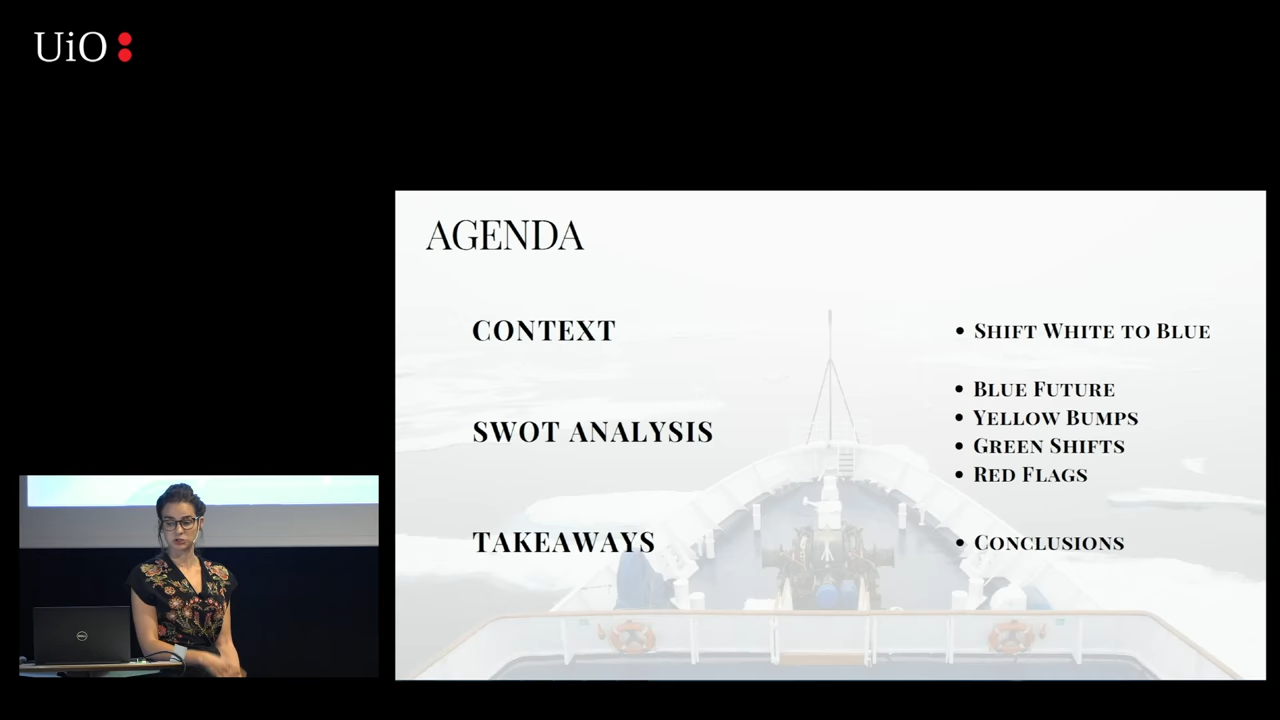 UiO
AGENDA
CONTEXT
• Shift White to Blue
SWOT ANALYSIS
• Blue Future
• Yellow Bumps
• Green Shifts
• Red Flags
TAKEAWAYS
• Conclusions
DELL